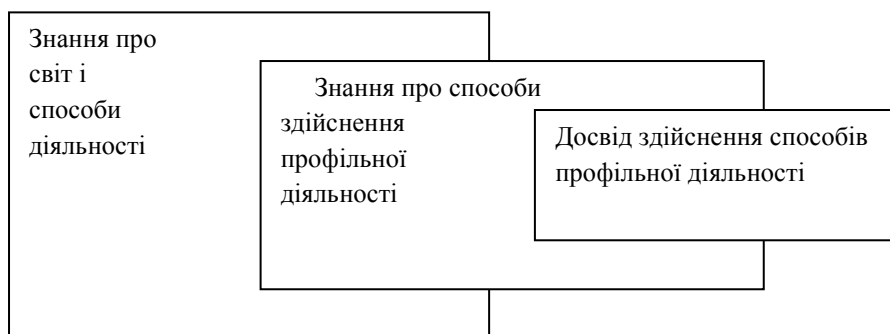 Знання про
світ і
способи
діяльності
Знання про способи
здійснення
профільної
діяльності
Досвід здійснення способів
профільної діяльності